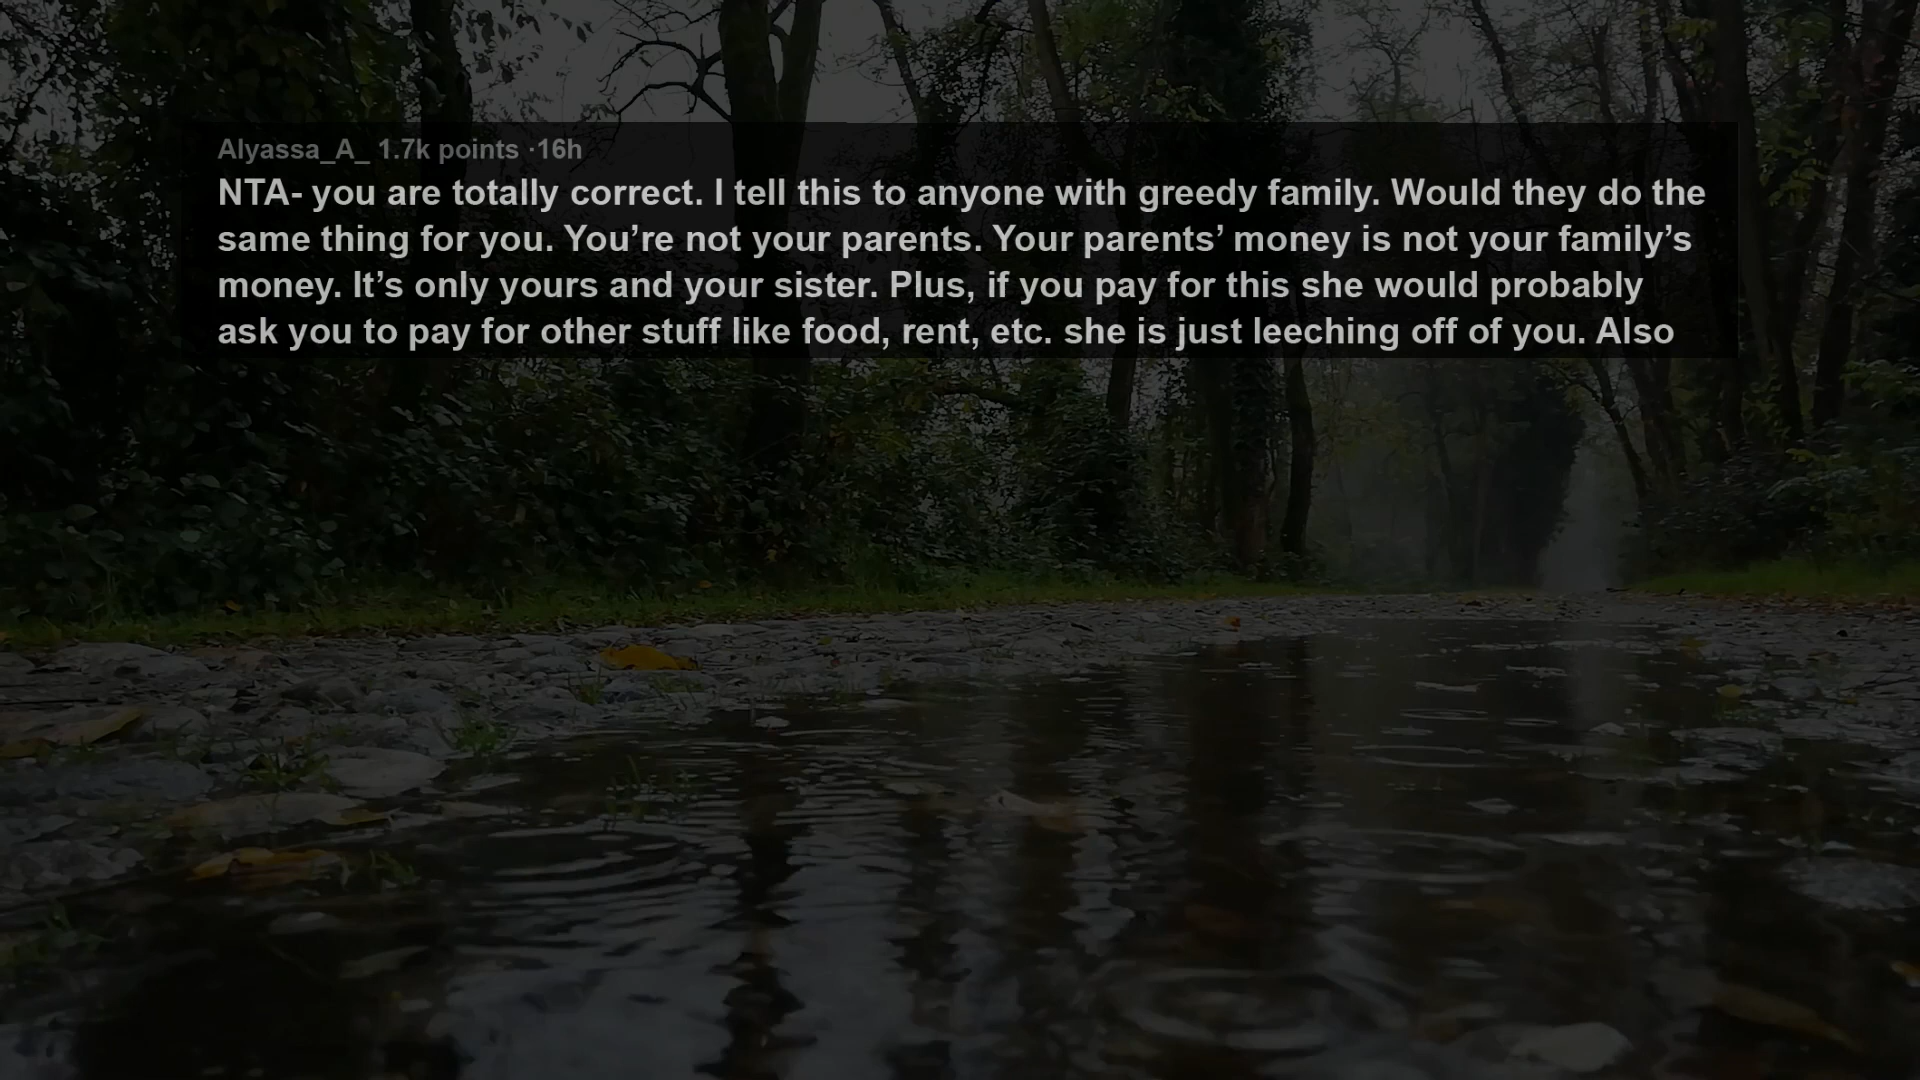 Alyassa_A_ 1.7k points ·16h
NTA- you are totally correct. I tell this to anyone with greedy family. Would they do the
same thing for you. You’re not your parents. Your parents’ money is not your family’s
money. It’s only yours and your sister. Plus, if you pay for this she would probably
ask you to pay for other stuff like food, rent, etc. she is just leeching off of you. Also